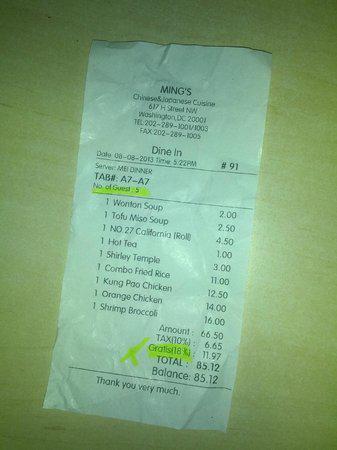 MING'S
Chinese&Japanese Cuisine
617 H Street NW
Washington,DC 20001
TEL:202-289-1001/1003
FAX 202-289-1005
Dine In
Date: 08-08-2013 Time: 5:22PM # 91
Server: MEI DINNER
TAB#: A7-A7
No. of Guest : 5
1 Wonton Soup 2.00
1 Tofu Miso Soup 2.50
1 NO.27 California (Roll) 4.50
1 Hot Tea 1.00
1 Shirley Temple 3.00
1 Combo Fried Rice 11.00
1 Kung Pao Chicken 12.50
1 Orange Chicken 14.00
1 Shrimp Broccoli 16.00
Amount : 66.50
TAX(10%) : 6.65
Gratis(18%) : 11.97
TOTAL : 85.12
Balance: 85.12
Thank you very much.